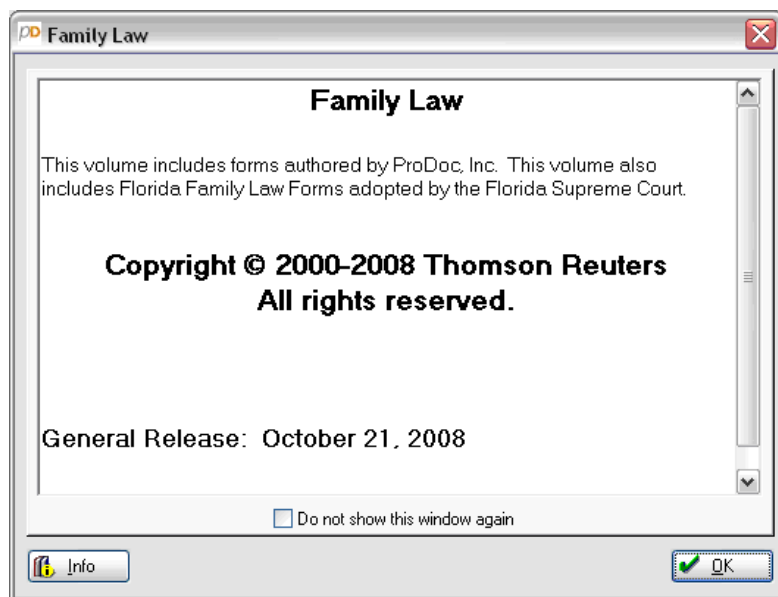 PD Family Law
Family Law
This volume includes forms authored by ProDoc, Inc.  This volume also
includes Florida Family Law Forms adopted by the Florida Supreme Court.
Copyright © 2000-2008 Thomson Reuters
All rights reserved.
General Release:  October 21, 2008
Do not show this window again
Info
OK